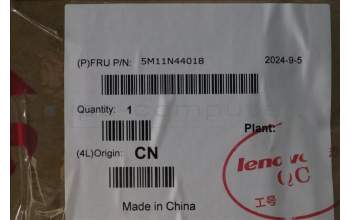 (P)FRU P/N: 5M11N44018 2024-9-5
Quantity: 1
Plant:
(4L)Origin: CN
lenovo
QC
工号
Made in China